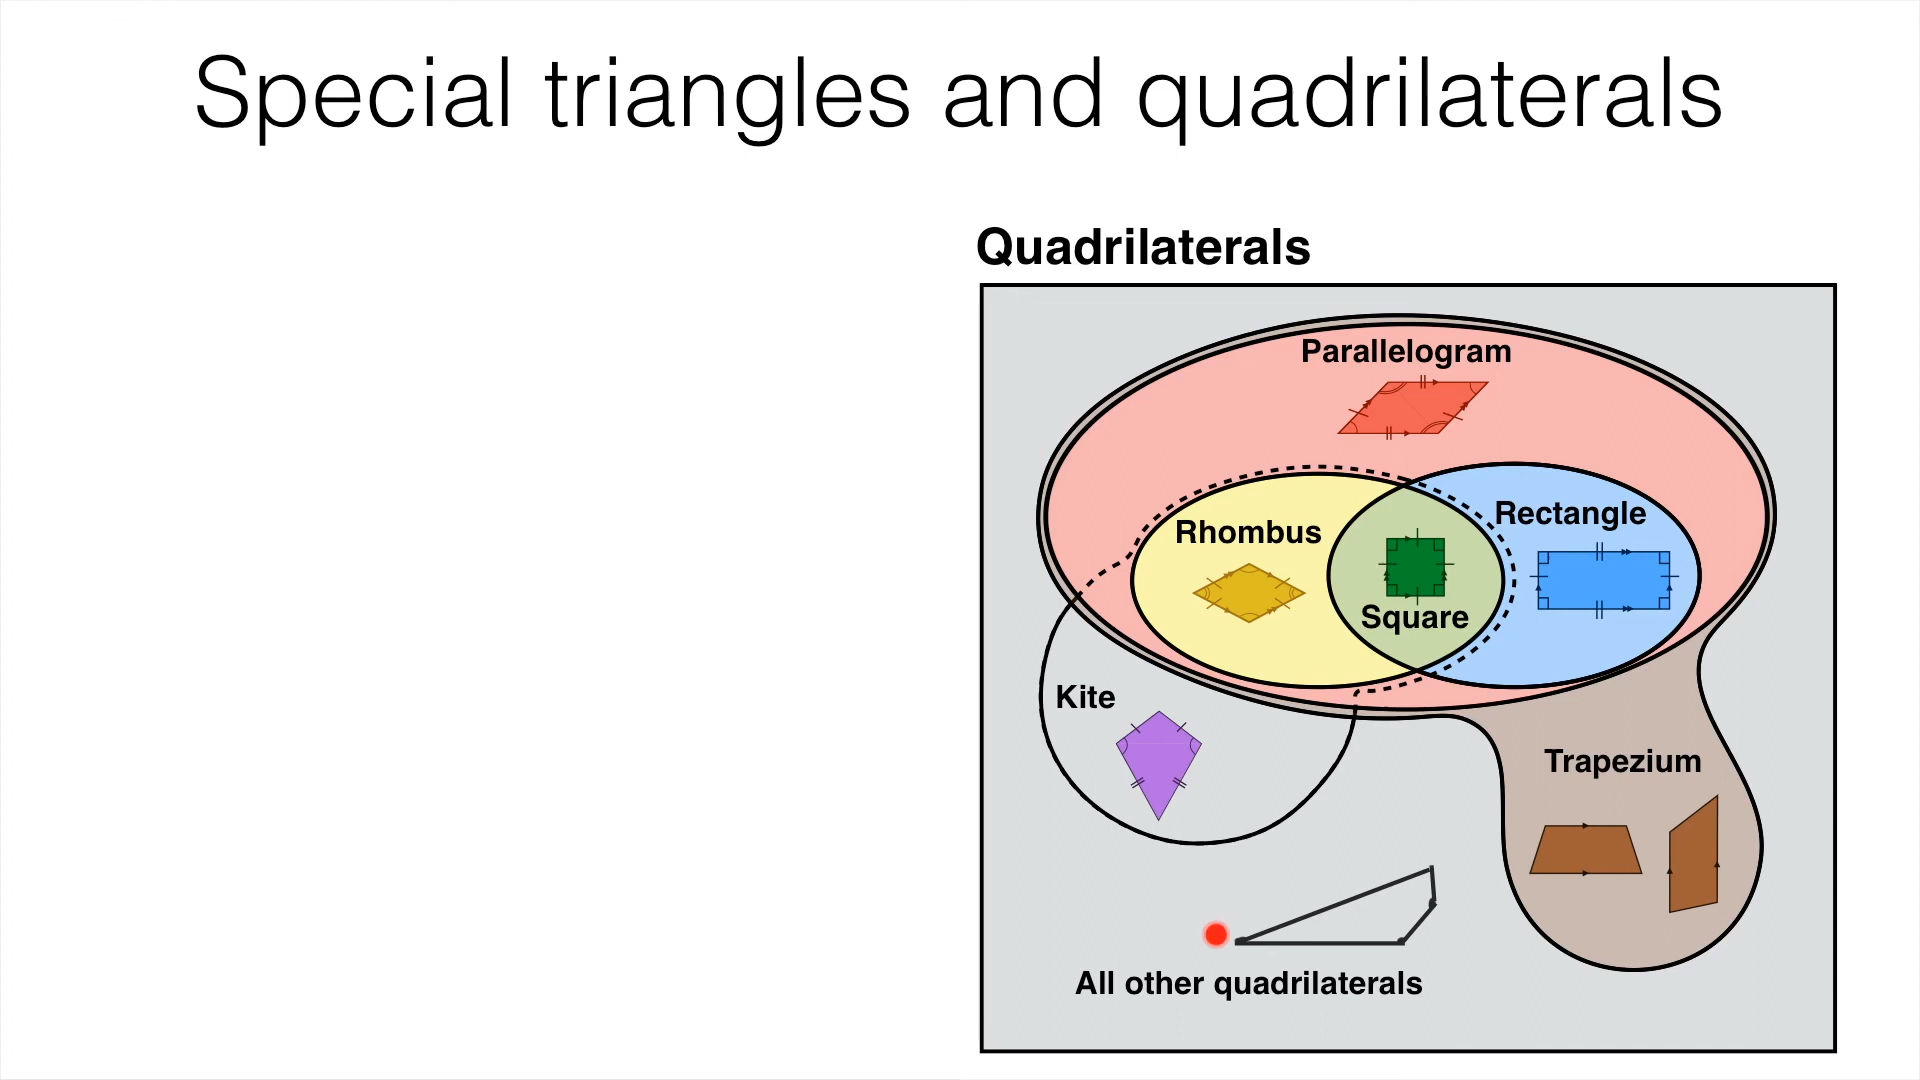 Special triangles and quadrilaterals
Quadrilaterals
Parallelogram
Rhombus
Rectangle
Square
Kite
Trapezium
All other quadrilaterals